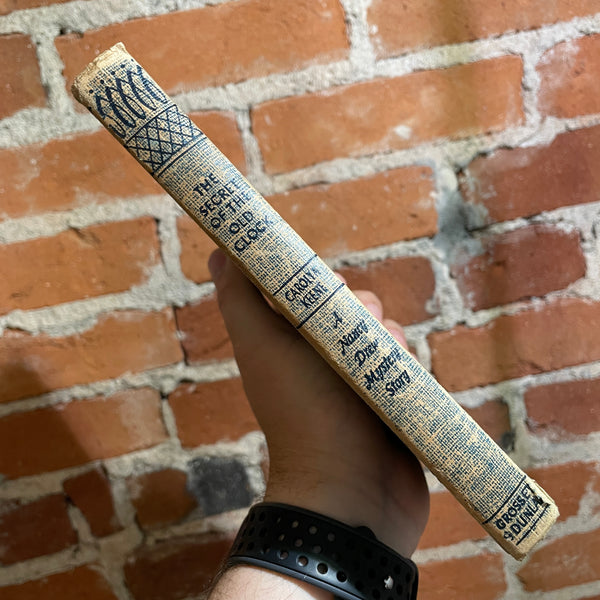 THE
SECRET
OF THE
OLD
CLOCK
CAROLYN
KEENE
A
Nancy
Drew
Mystery
Story
GROSSET
& DUNLAP